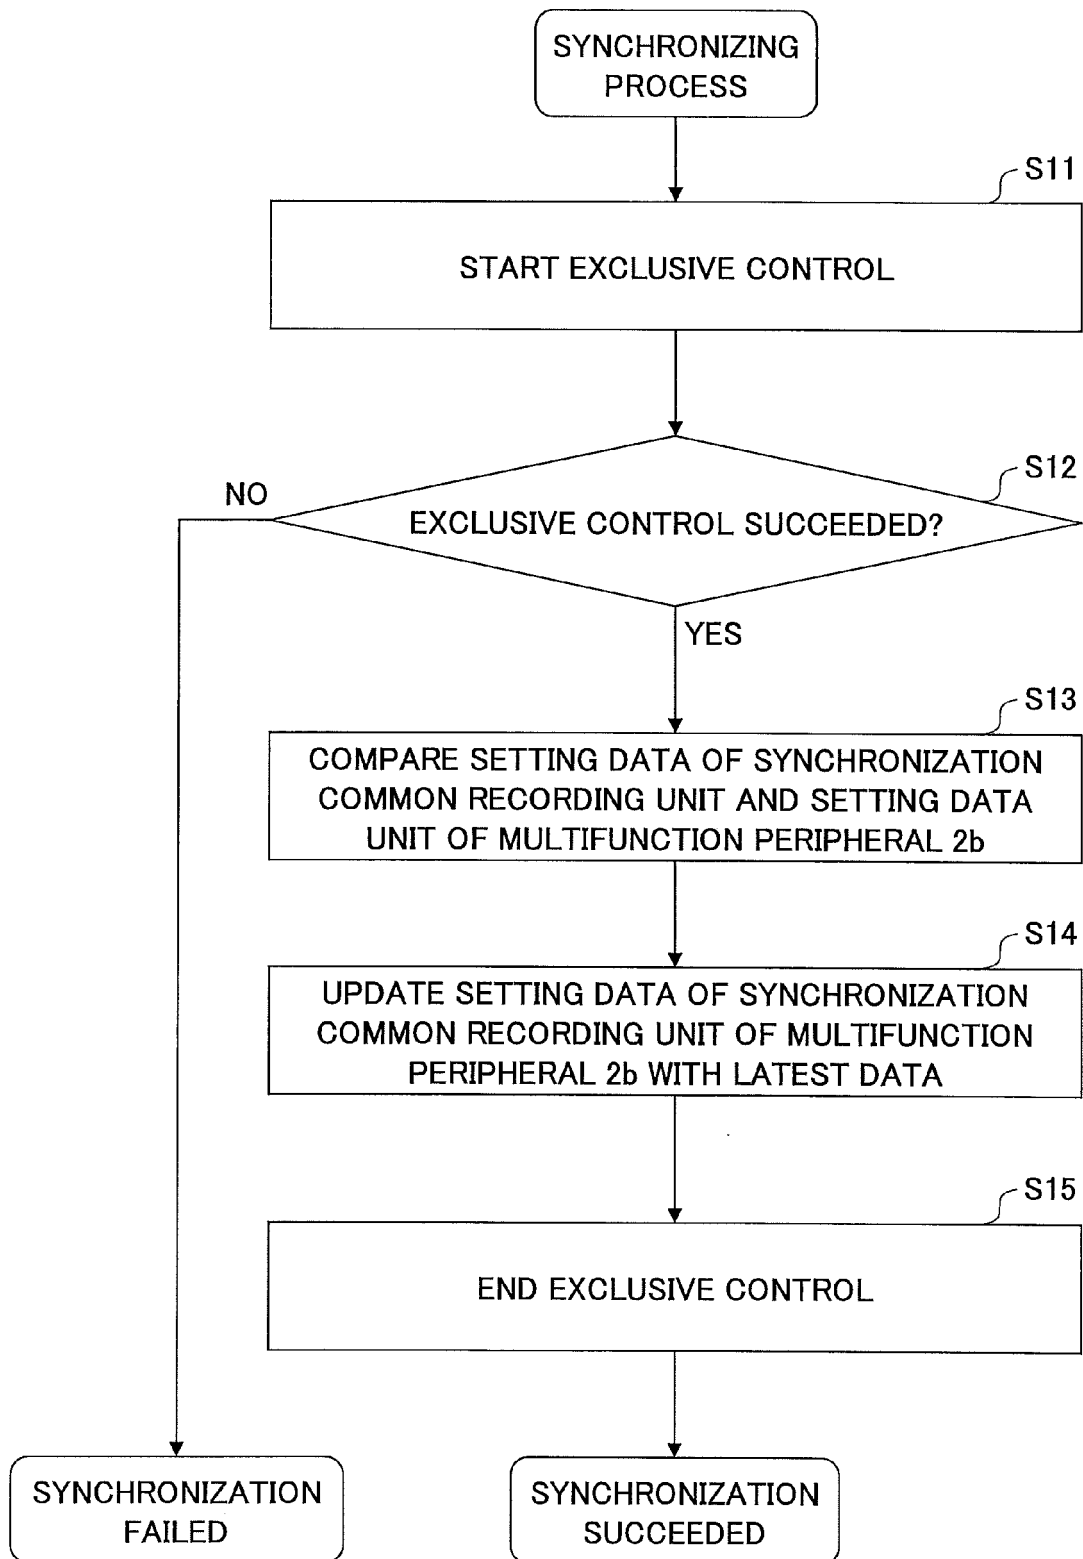 SYNCHRONIZING
PROCESS
S11
START EXCLUSIVE CONTROL
S12
NO
EXCLUSIVE CONTROL SUCCEEDED?
YES
S13
COMPARE SETTING DATA OF SYNCHRONIZATION
COMMON RECORDING UNIT AND SETTING DATA
UNIT OF MULTIFUNCTION PERIPHERAL 2b
S14
UPDATE SETTING DATA OF SYNCHRONIZATION
COMMON RECORDING UNIT OF MULTIFUNCTION
PERIPHERAL 2b WITH LATEST DATA
S15
END EXCLUSIVE CONTROL
SYNCHRONIZATION
FAILED
SYNCHRONIZATION
SUCCEEDED